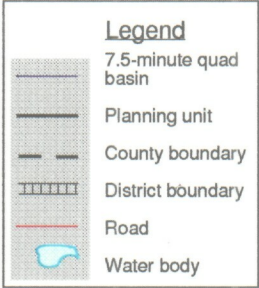 Legend
7.5-minute quad
basin
Planning unit
County boundary
District boundary
Road
Water body